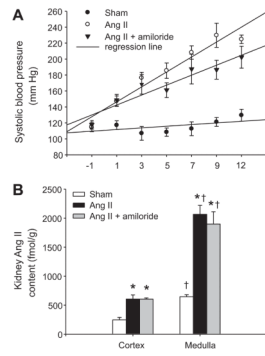 A
Sham
Ang II
Ang II + amiloride
regression line
Systolic blood pressure
(mm Hg)
260
240
220
200
180
160
140
120
100
80
-1 1 3 5 7 9 12
B
Sham
Ang II
Ang II + amiloride
Kidney Ang II
content (fmol/g)
2500
2000
1500
1000
500
0
* *
†
*† *†
Cortex Medulla